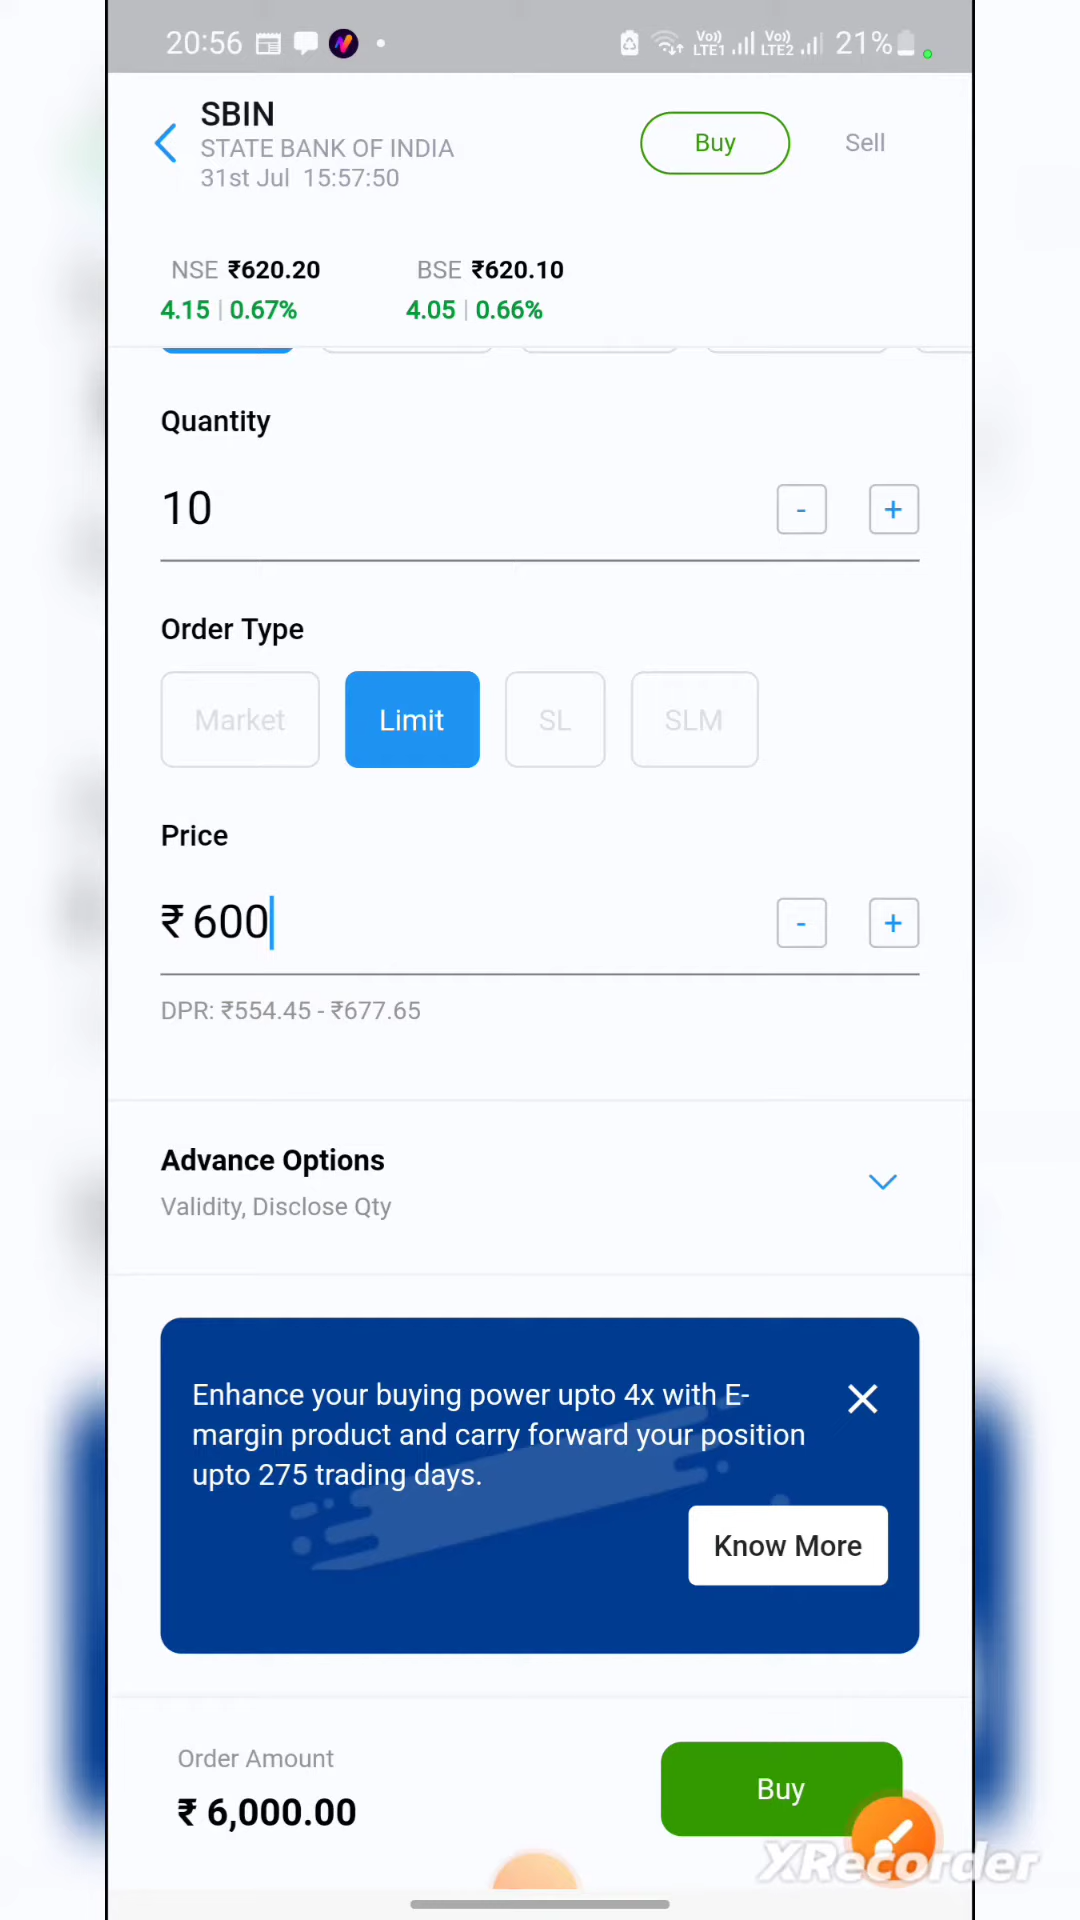 20:56
Vo)) LTE1 Vo)) LTE2 21%
SBIN
STATE BANK OF INDIA
31st Jul 15:57:50
Buy Sell
NSE ₹620.20 BSE ₹620.10
4.15 | 0.67% 4.05 | 0.66%
Quantity
10 - +
Order Type
Market Limit SL SLM
Price
₹ 600 - +
DPR: ₹554.45 - ₹677.65
Advance Options
Validity, Disclose Qty
Enhance your buying power upto 4x with E-
margin product and carry forward your position
upto 275 trading days.
Know More
Order Amount
₹ 6,000.00
Buy
XRecorder